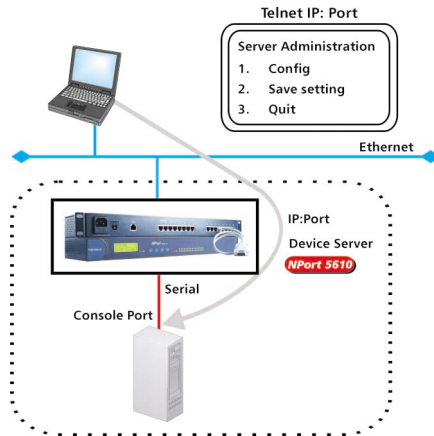 Telnet IP: Port
Server Administration
1. Config
2. Save setting
3. Quit
Ethernet
IP:Port
Device Server
NPort 5610
Serial
Console Port